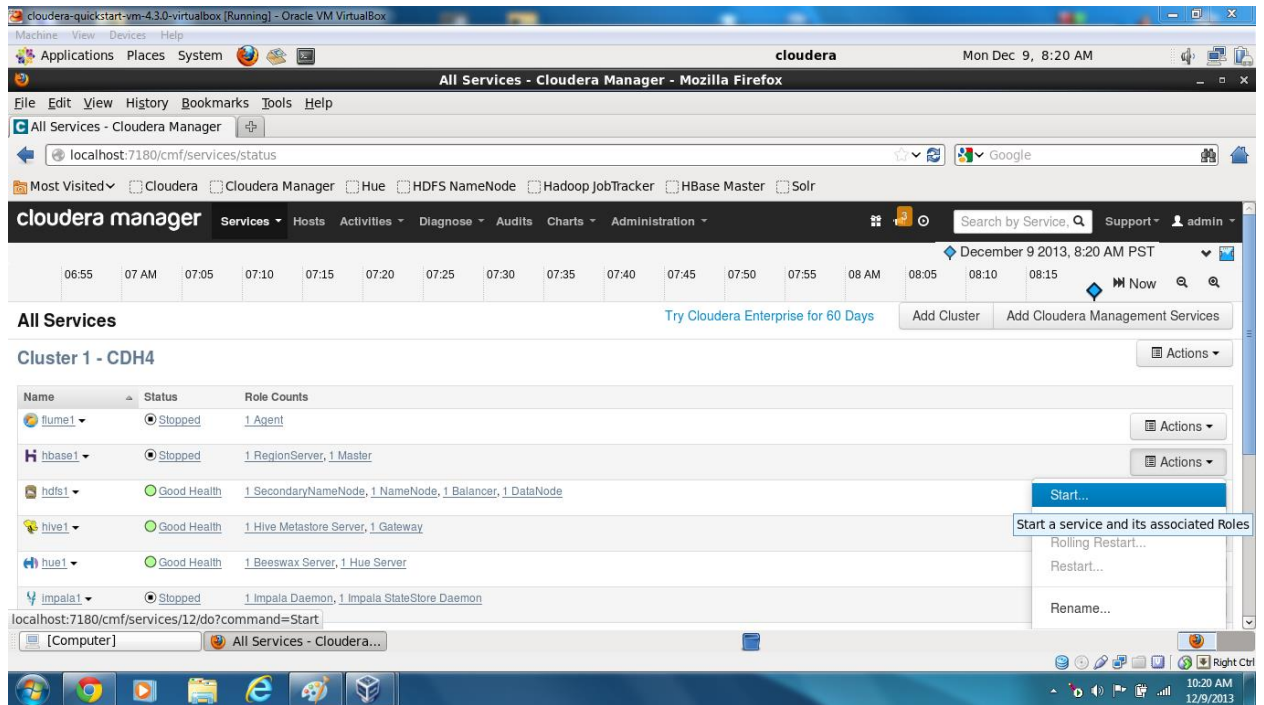 cloudera-quickstart-vm-4.3.0-virtualbox [Running] - Oracle VM VirtualBox
Machine View Devices Help
Applications Places System cloudera Mon Dec 9, 8:20 AM
All Services - Cloudera Manager - Mozilla Firefox
File Edit View History Bookmarks Tools Help
All Services - Cloudera Manager
localhost:7180/cmf/services/status Google
Most Visited Cloudera Cloudera Manager Hue HDFS NameNode Hadoop JobTracker HBase Master Solr
cloudera manager Services Hosts Activities Diagnose Audits Charts Administration 3 Search by Service, Support admin
December 9 2013, 8:20 AM PST
06:55 07 AM 07:05 07:10 07:15 07:20 07:25 07:30 07:35 07:40 07:45 07:50 07:55 08 AM 08:05 08:10 08:15 Now
All Services Try Cloudera Enterprise for 60 Days Add Cluster Add Cloudera Management Services
Cluster 1 - CDH4 Actions
Name Status Role Counts
flume1 Stopped 1 Agent Actions
hbase1 Stopped 1 RegionServer, 1 Master Actions
hdfs1 Good Health 1 SecondaryNameNode, 1 NameNode, 1 Balancer, 1 DataNode Start...
hive1 Good Health 1 Hive Metastore Server, 1 Gateway Start a service and its associated Roles
Rolling Restart...
hue1 Good Health 1 Beeswax Server, 1 Hue Server Restart...
impala1 Stopped 1 Impala Daemon, 1 Impala StateStore Daemon Rename...
localhost:7180/cmf/services/12/do?command=Start
[Computer] All Services - Cloudera...
Right Ctrl
10:20 AM
12/9/2013